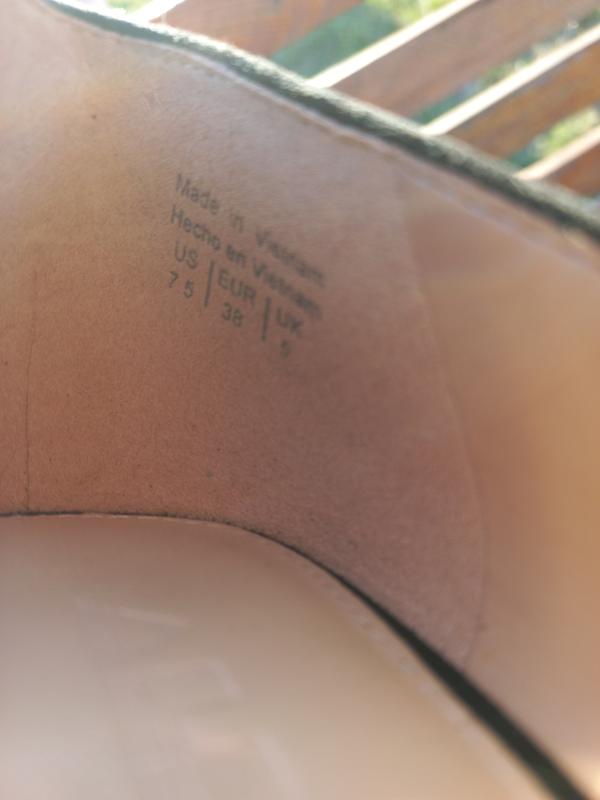 Made in Vietnam
Hecho en Vietnam
US | EUR | UK
7 5 | 38 | 5